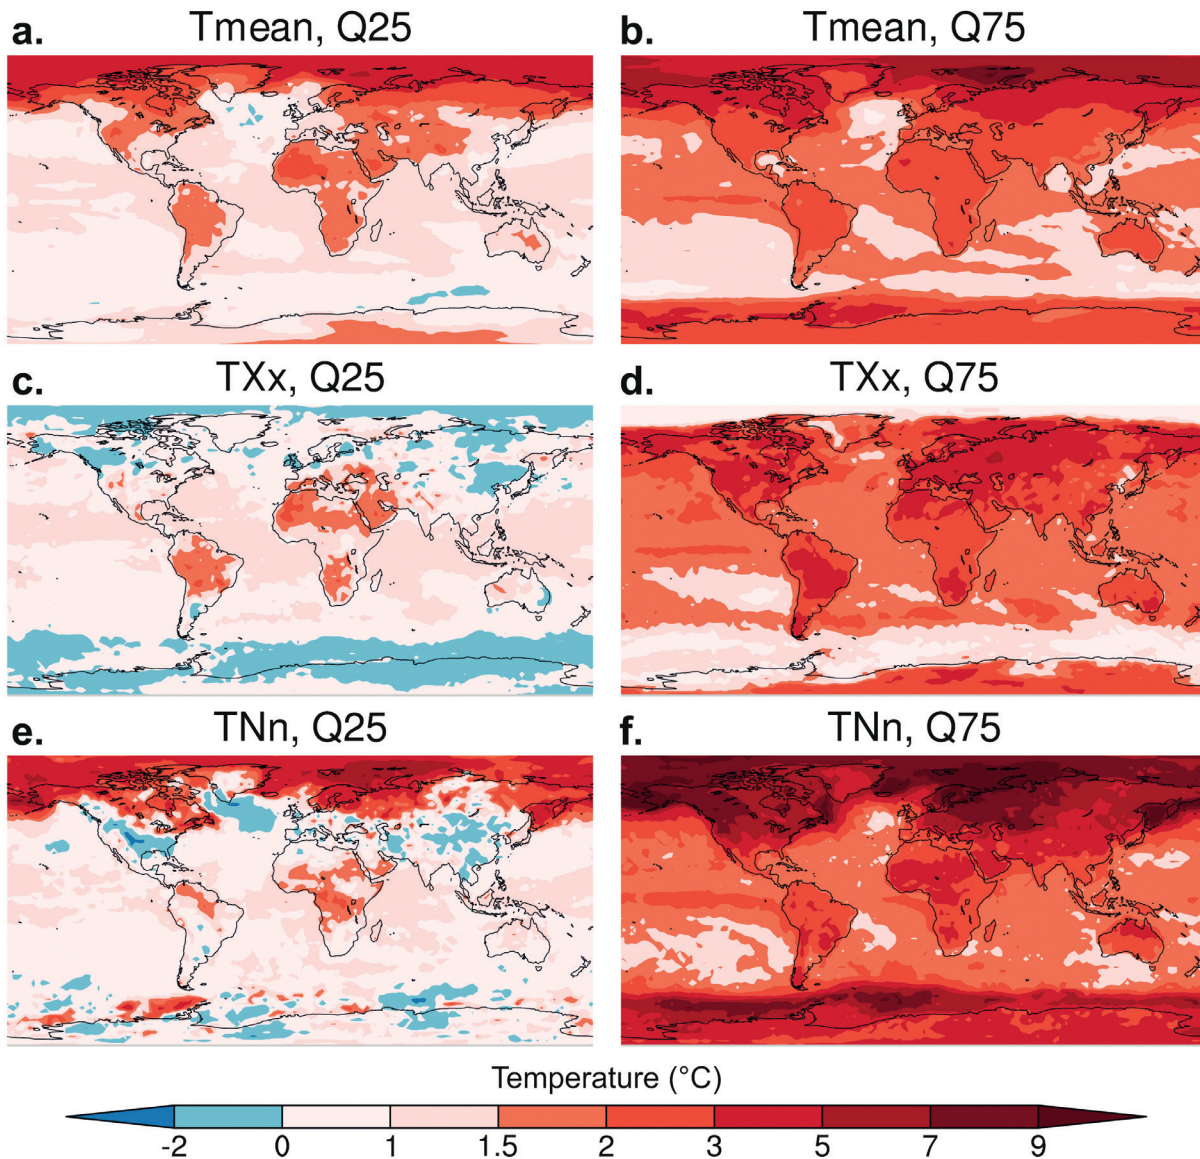 a. Tmean, Q25
b. Tmean, Q75
c. TXx, Q25
d. TXx, Q75
e. TNn, Q25
f. TNn, Q75
Temperature (°C)
-2 0 1 1.5 2 3 5 7 9